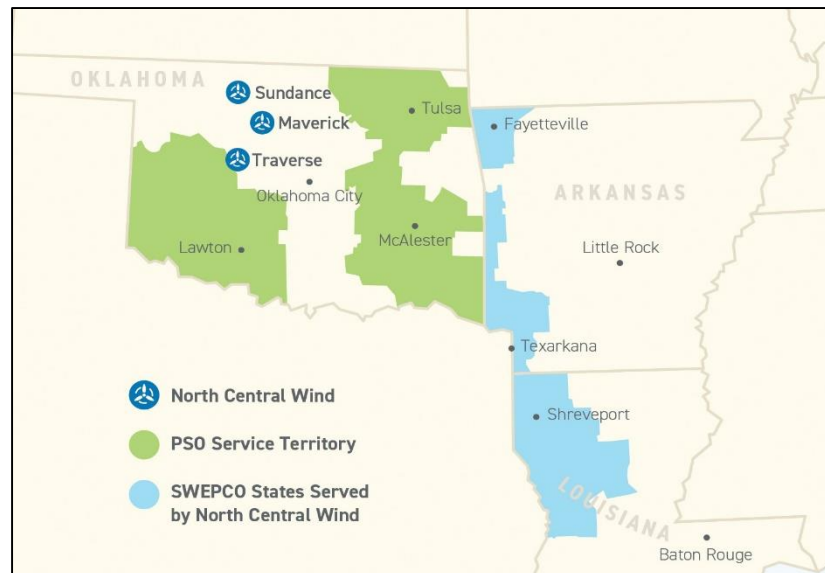 OKLAHOMA
Sundance
Maverick
Tulsa
Fayetteville
Traverse
Oklahoma City
ARKANSAS
Lawton
McAlester
Little Rock
Texarkana
North Central Wind
Shreveport
PSO Service Territory
SWEPCO States Served
by North Central Wind
LOUISIANA
Baton Rouge